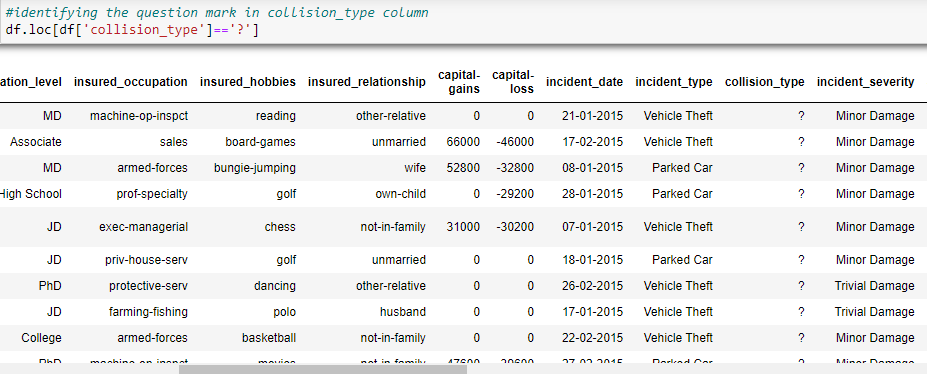 #identifying the question mark in collision_type column
df.loc[df['collision_type']=='?']
ation_level insured_occupation insured_hobbies insured_relationship capital-gains capital-loss incident_date incident_type collision_type incident_severity
MD machine-op-inspct reading other-relative 0 0 21-01-2015 Vehicle Theft ? Minor Damage
Associate sales board-games unmarried 66000 -46000 17-02-2015 Vehicle Theft ? Minor Damage
MD armed-forces bungie-jumping wife 52800 -32800 08-01-2015 Parked Car ? Minor Damage
High School prof-specialty golf own-child 0 -29200 28-01-2015 Parked Car ? Minor Damage
JD exec-managerial chess not-in-family 31000 -30200 07-01-2015 Vehicle Theft ? Minor Damage
JD priv-house-serv golf unmarried 0 0 18-01-2015 Parked Car ? Minor Damage
PhD protective-serv dancing other-relative 0 0 26-02-2015 Vehicle Theft ? Trivial Damage
JD farming-fishing polo husband 0 0 17-01-2015 Vehicle Theft ? Trivial Damage
College armed-forces basketball not-in-family 0 0 22-02-2015 Vehicle Theft ? Minor Damage
PhD machine-op-inspct movies not-in-family Parked Car ? Minor Damage